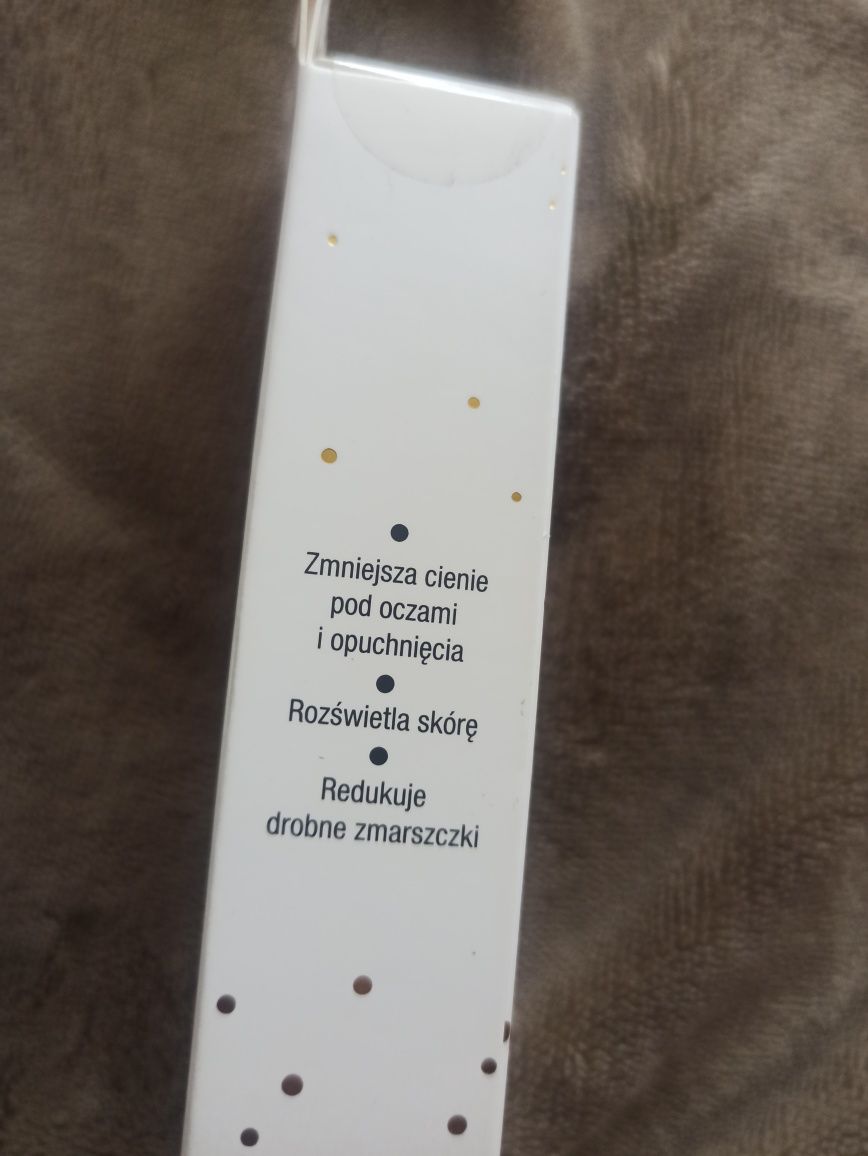 Zmniejsza cienie
pod oczami
i opuchnięcia
Rozświetla skórę
Redukuje
drobne zmarszczki